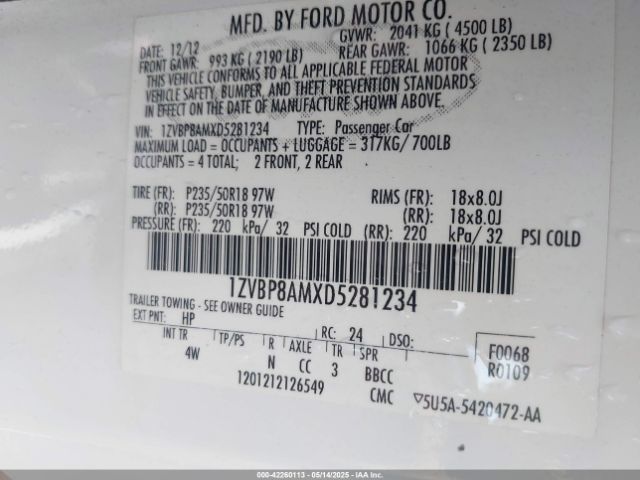 MFD. BY FORD MOTOR CO.
DATE: 12/12 GVWR: 2041 KG ( 4500 LB)
FRONT GAWR: 993 KG ( 2190 LB) REAR GAWR: 1066 KG ( 2350 LB)
THIS VEHICLE CONFORMS TO ALL APPLICABLE FEDERAL MOTOR
VEHICLE SAFETY, BUMPER, AND THEFT PREVENTION STANDARDS
IN EFFECT ON THE DATE OF MANUFACTURE SHOWN ABOVE.
VIN: 1ZVBP8AMXD5281234 TYPE: Passenger Car
MAXIMUM LOAD = OCCUPANTS + LUGGAGE = 317KG/ 700LB
OCCUPANTS = 4 TOTAL; 2 FRONT, 2 REAR
TIRE (FR): P235/50R18 97W RIMS (FR): 18x8.0J
(RR): P235/50R18 97W (RR): 18x8.0J
PRESSURE (FR): 220 kPa/ 32 PSI COLD (RR): 220 kPa/ 32 PSI COLD
1ZVBP8AMXD5281234
TRAILER TOWING - SEE OWNER GUIDE
EXT PNT: HP RC: 24 DSO: F0068
INT TR TP/PS R AXLE TR SPR R0109
4W N CC 3 BBCC
1201212126549 CMC ▽5U5A-5420472-AA
000-42260113 - 05/14/2025 - IAAI.COM